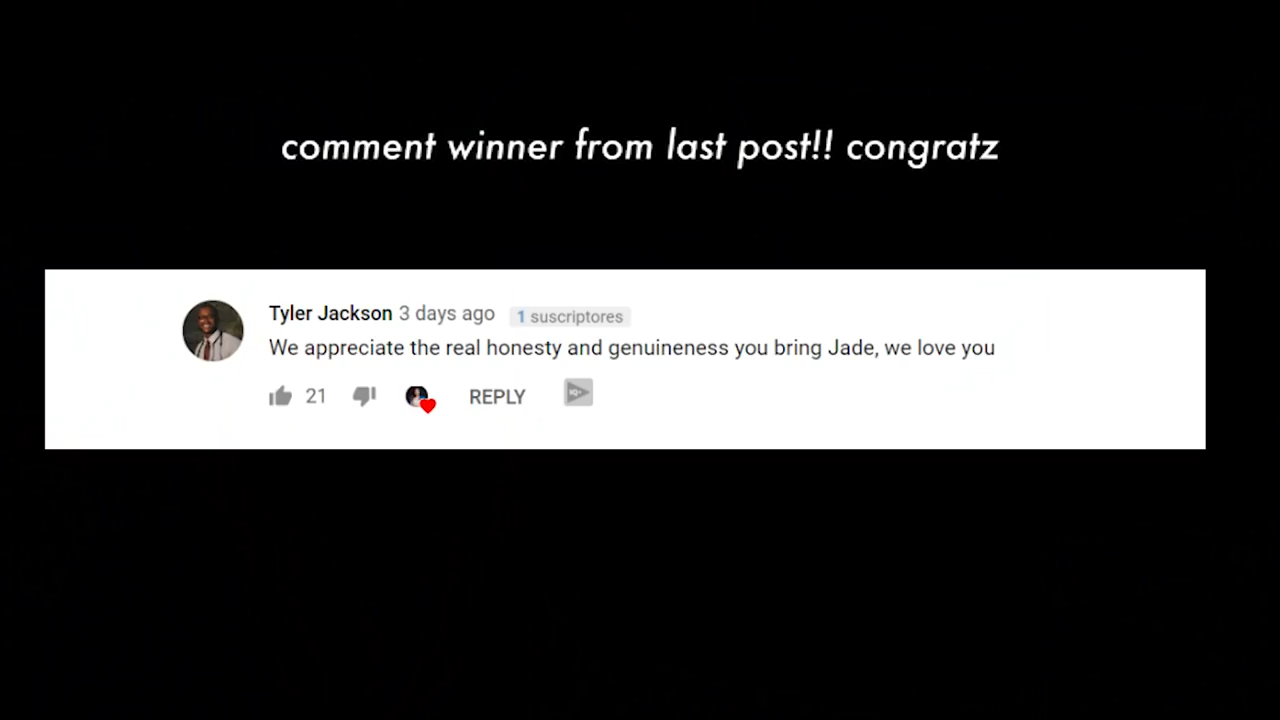 comment winner from last post!! congratz
Tyler Jackson 3 days ago 1 suscriptores
We appreciate the real honesty and genuineness you bring Jade, we love you
21 REPLY